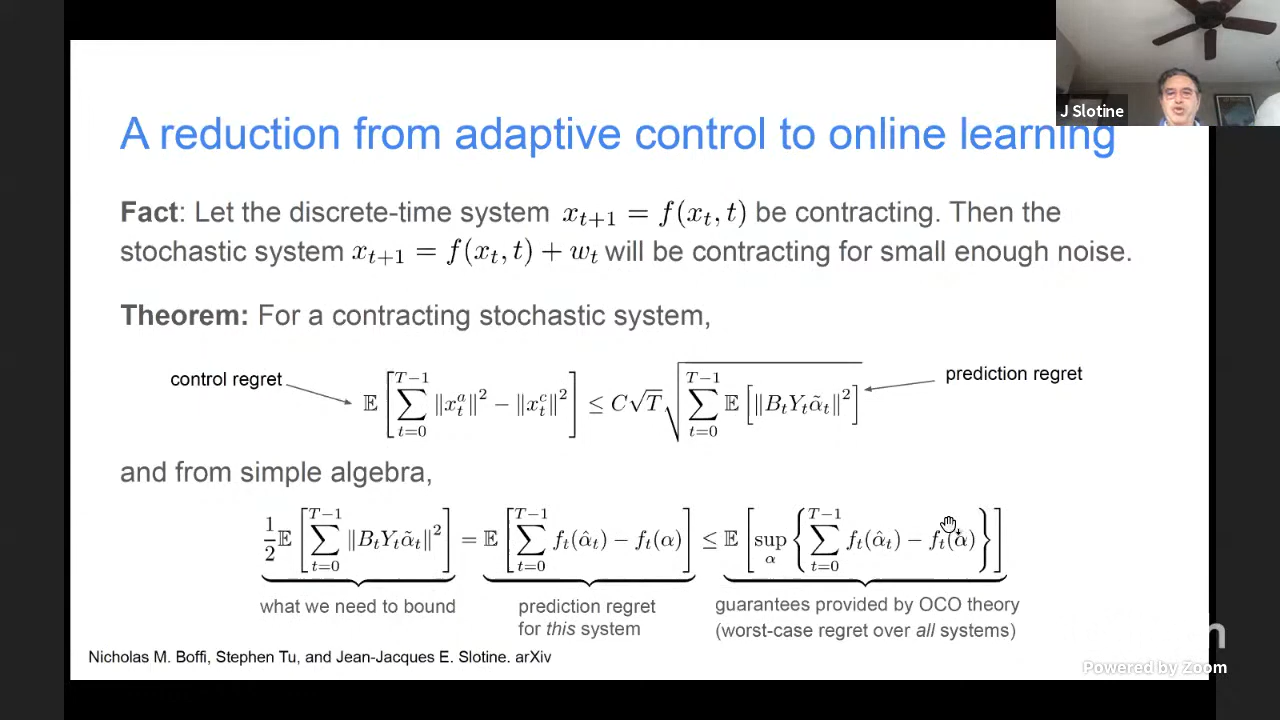 J Slotine
A reduction from adaptive control to online learning
Fact: Let the discrete-time system x_{t+1} = f(x_t, t) be contracting. Then the
stochastic system x_{t+1} = f(x_t, t) + w_t will be contracting for small enough noise.
Theorem: For a contracting stochastic system,
control regret
prediction regret
𝔼 [∑_{t=0}^{T−1} ‖x_t^a‖² − ‖x_t^c‖²] ≤ C√T √(∑_{t=0}^{T−1} 𝔼 [‖B_t Y_t α̃_t‖²])
and from simple algebra,
½𝔼 [∑_{t=0}^{T−1} ‖B_t Y_t α̃_t‖²] = 𝔼 [∑_{t=0}^{T−1} f_t(α̂_t) − f_t(α)] ≤ 𝔼 [sup_α {∑_{t=0}^{T−1} f_t(α̂_t) − f_t(α)}]
what we need to bound
prediction regret
for this system
guarantees provided by OCO theory
(worst-case regret over all systems)
Nicholas M. Boffi, Stephen Tu, and Jean-Jacques E. Slotine. arXiv
Powered by Zoom